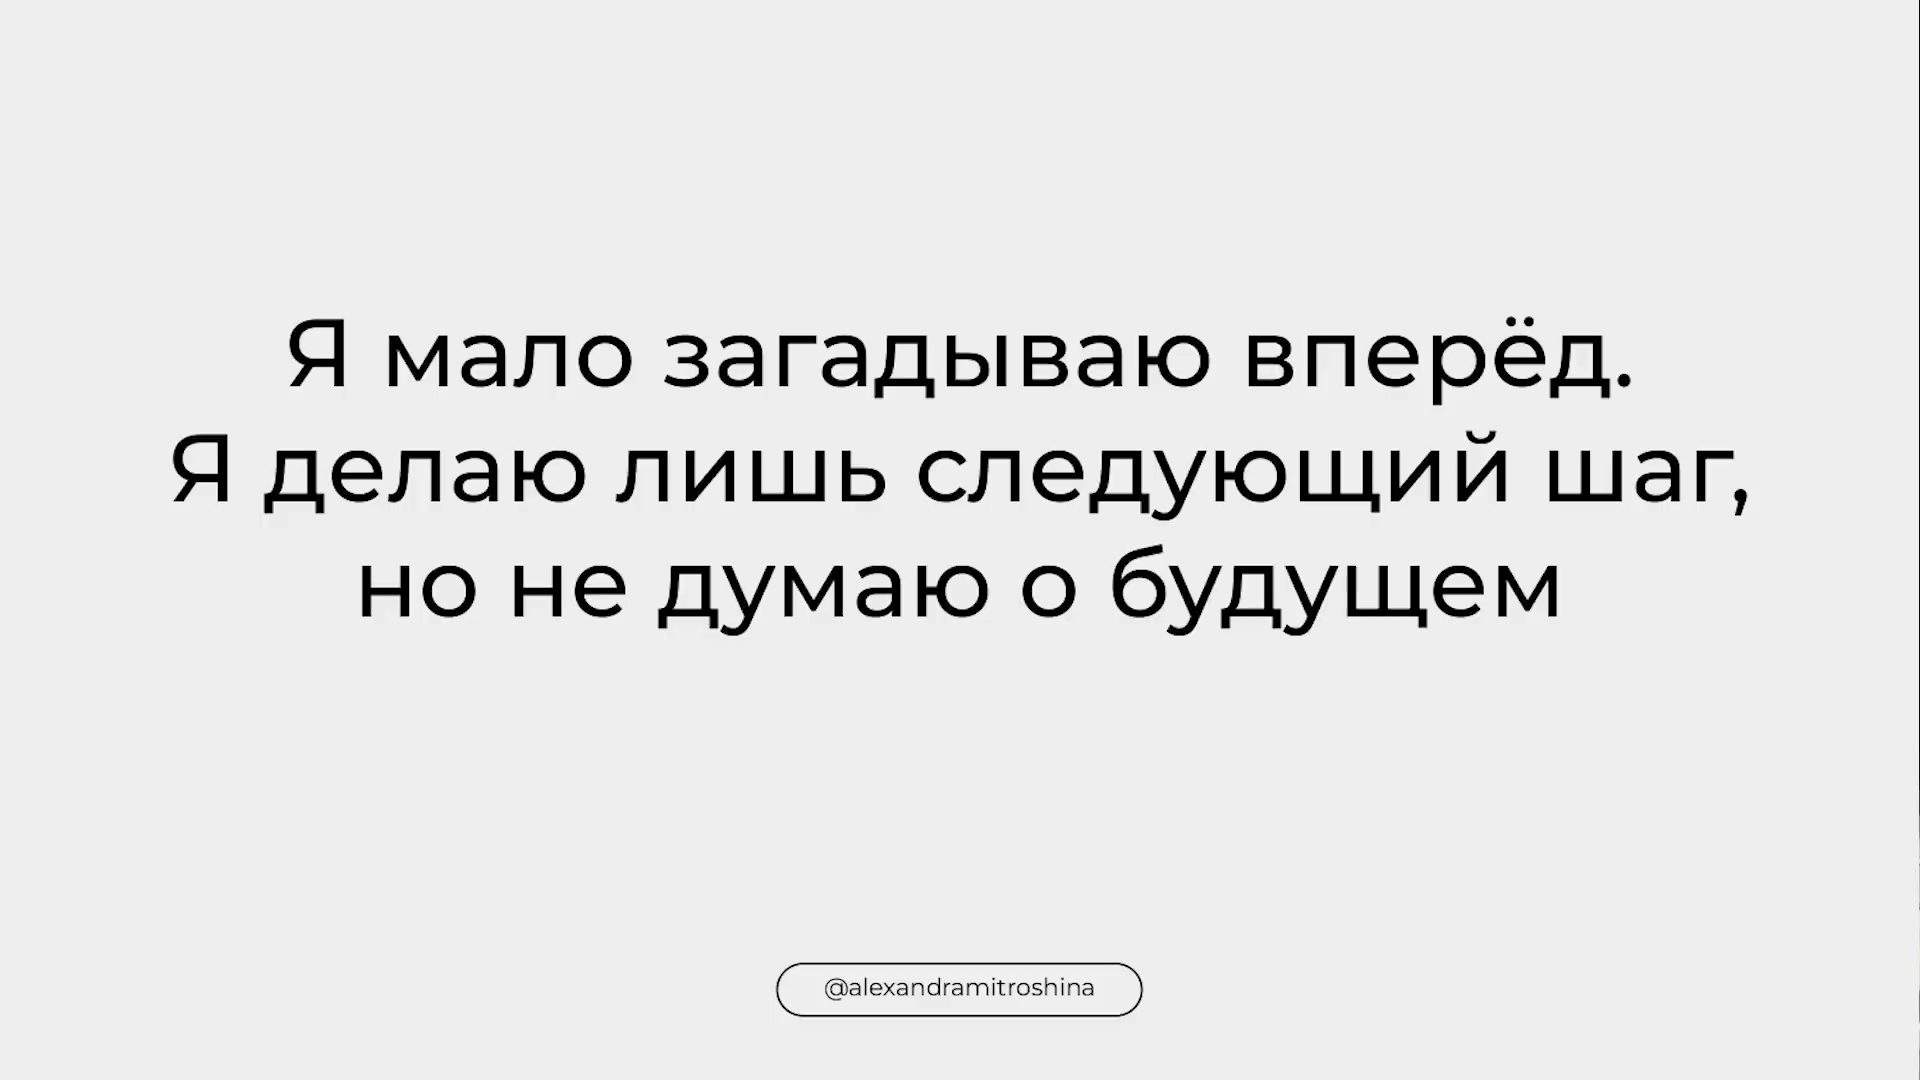 Я мало загадываю вперёд.
Я делаю лишь следующий шаг,
но не думаю о будущем
@alexandramitroshina